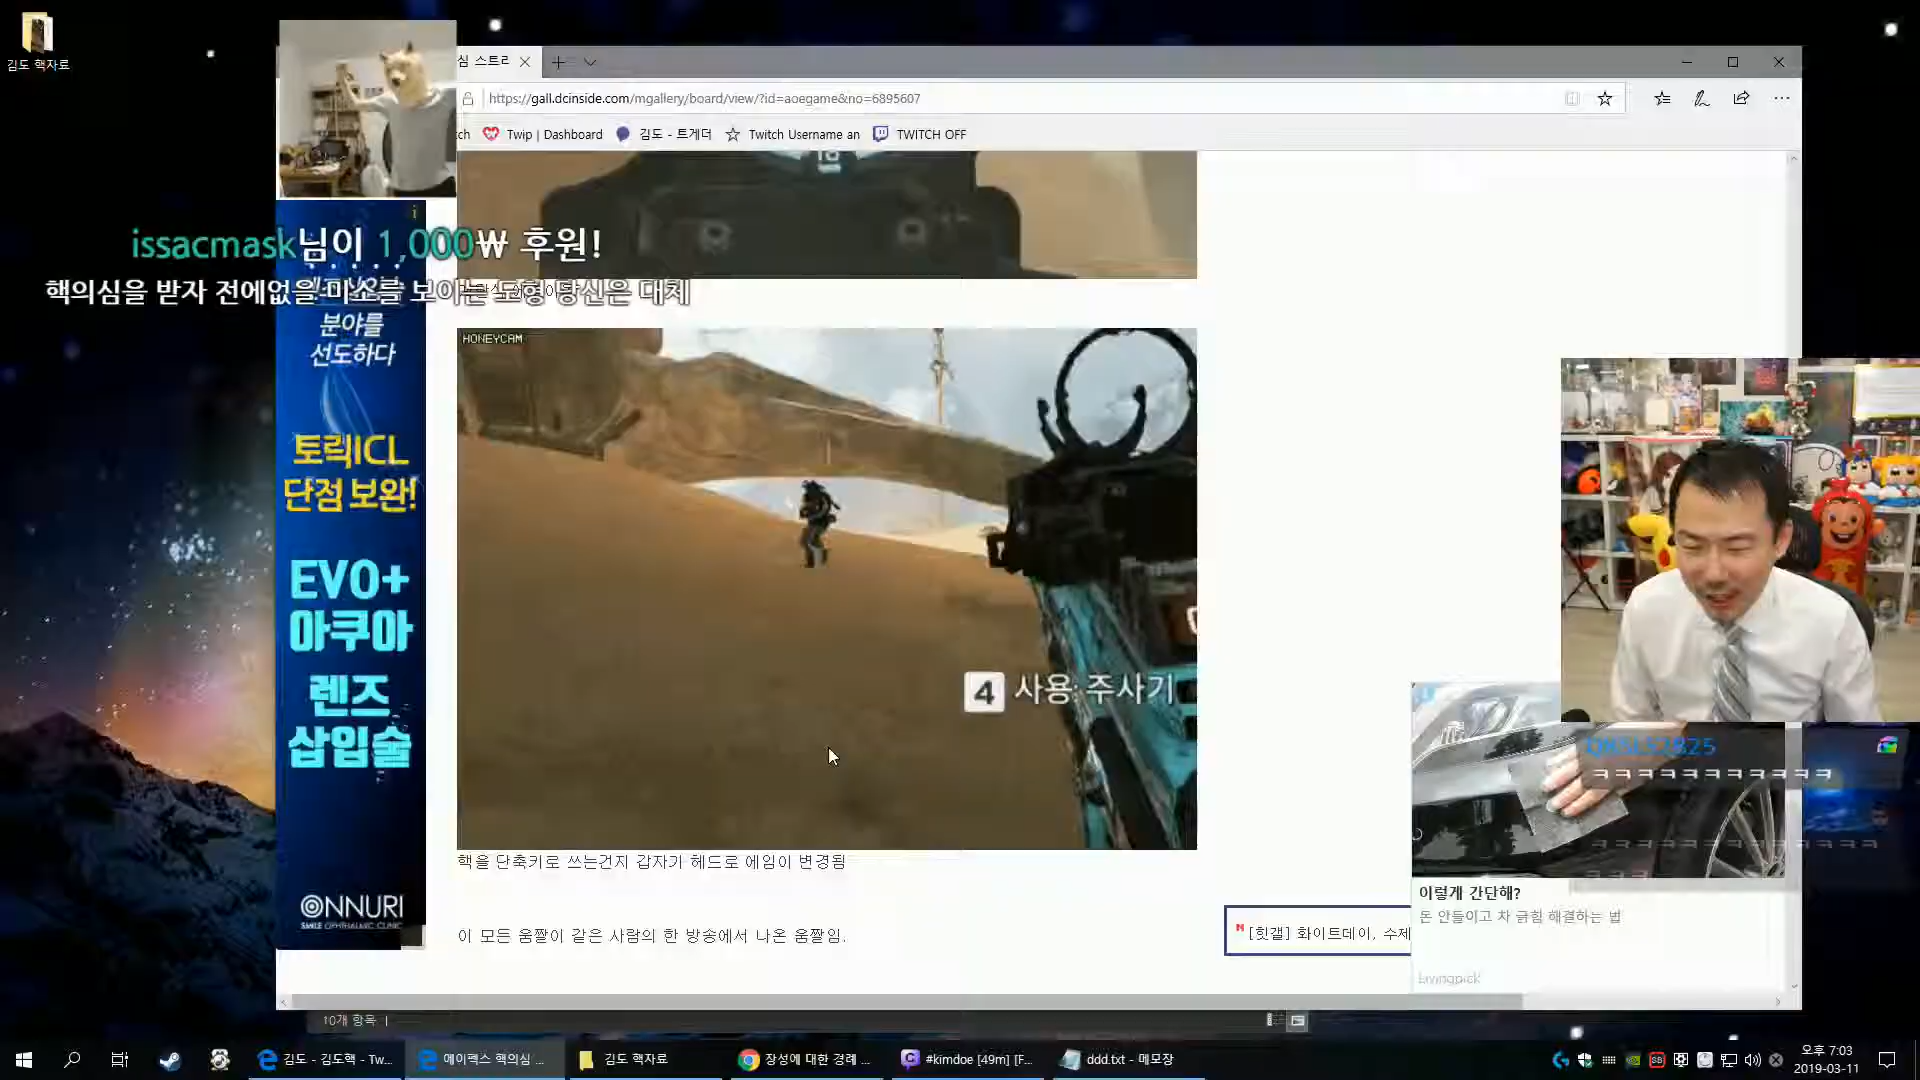 김도 핵자료
심 스트리
https://gall.dcinside.com/mgallery/board/view/?id=aoegame&no=6895607
tch
Twip | Dashboard
김도 - 트게더
Twitch Username an
TWITCH OFF
issacmask님이 1,000₩ 후원!
핵의심을 받자 전에없을 미소를 보이는 도형 당신은 대체
분야를
선도하다
토릭ICL
단점 보완!
EVO+
아쿠아
렌즈
삽입술
ONNURI
SMILE OPHTHALMIC CLINIC
HONEYCAM
4 사용: 주사기
핵을 단축키로 쓰는건지 갑자기 헤드로 에임이 변경됨
이 모든 움짤이 같은 사람의 한 방송에서 나온 움짤임.
[힛갤] 화이트데이, 수제
ㅋㅋㅋㅋㅋㅋㅋㅋㅋㅋㅋ
이렇게 간단해?
돈 안들이고 차 긁힘 해결하는 법
Livingpick
10개 항목
김도 - 김도핵 - Tw...
에이펙스 핵의심 ...
김도 핵자료
장성에 대한 경례 ...
#kimdoe [49m] [F...
ddd.txt - 메모장
오후 7:03
2019-03-11